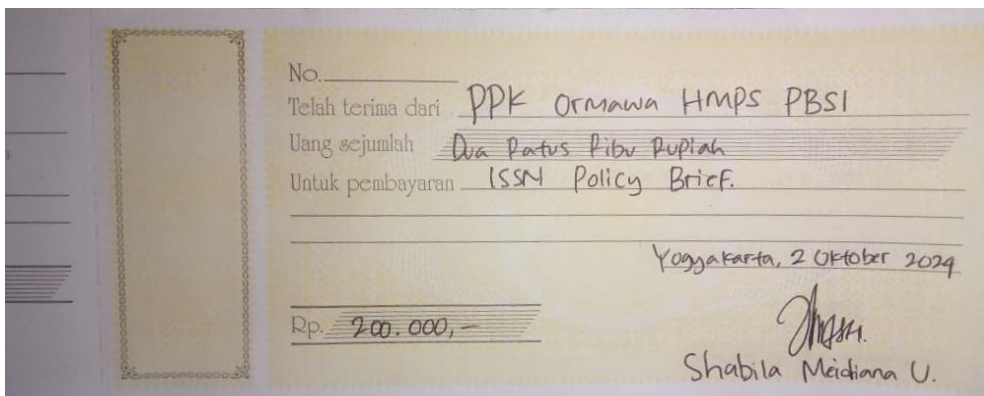 No.
Telah terima dari PPK Ormawa HMPS PBSI
Uang sejumlah Dua Ratus Ribu Rupiah
Untuk pembayaran ISSN Policy Brief.
Yogyakarta, 2 Oktober 2024
Rp. 200.000,-
Shabila Meidiana U.